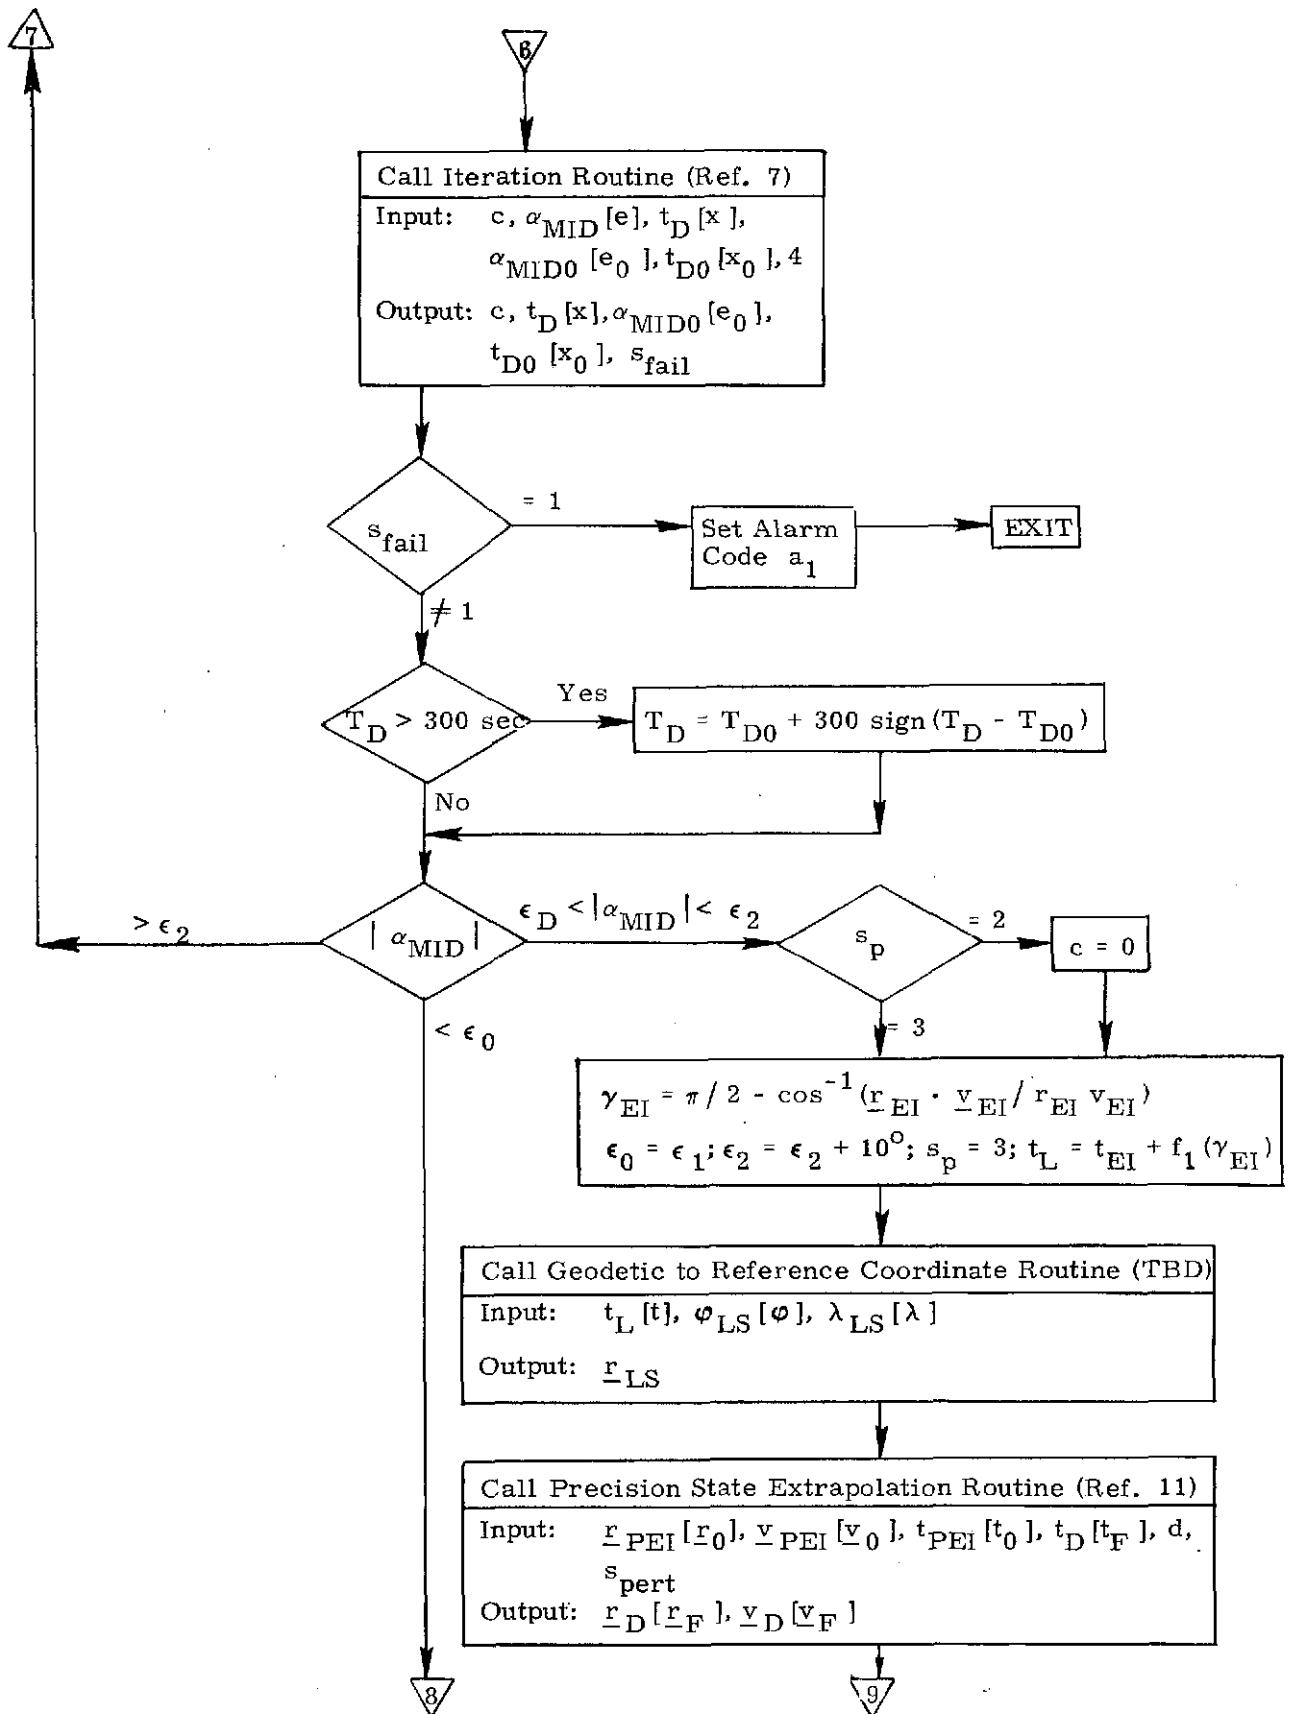 7
6
Call Iteration Routine (Ref. 7)
Input: c, α_MID [e], t_D [x],
α_MID0 [e_0], t_D0 [x_0], 4
Output: c, t_D [x], α_MID0 [e_0],
t_D0 [x_0], s_fail
s_fail
= 1
Set Alarm
Code a_1
EXIT
≠ 1
T_D > 300 sec
Yes
T_D = T_D0 + 300 sign (T_D - T_D0)
No
> ϵ_2
| α_MID |
ϵ_D < |α_MID| < ϵ_2
s_p
= 2
c = 0
< ϵ_0
= 3
γ_EI = π / 2 - cos^-1 (r_EI · v_EI / r_EI v_EI)
ϵ_0 = ϵ_1; ϵ_2 = ϵ_2 + 10°; s_p = 3; t_L = t_EI + f_1 (γ_EI)
Call Geodetic to Reference Coordinate Routine (TBD)
Input: t_L [t], φ_LS [φ], λ_LS [λ]
Output: r_LS
Call Precision State Extrapolation Routine (Ref. 11)
Input: r_PEI [r_0], v_PEI [v_0], t_PEI [t_0], t_D [t_F], d,
s_pert
Output: r_D [r_F], v_D [v_F]
8
9